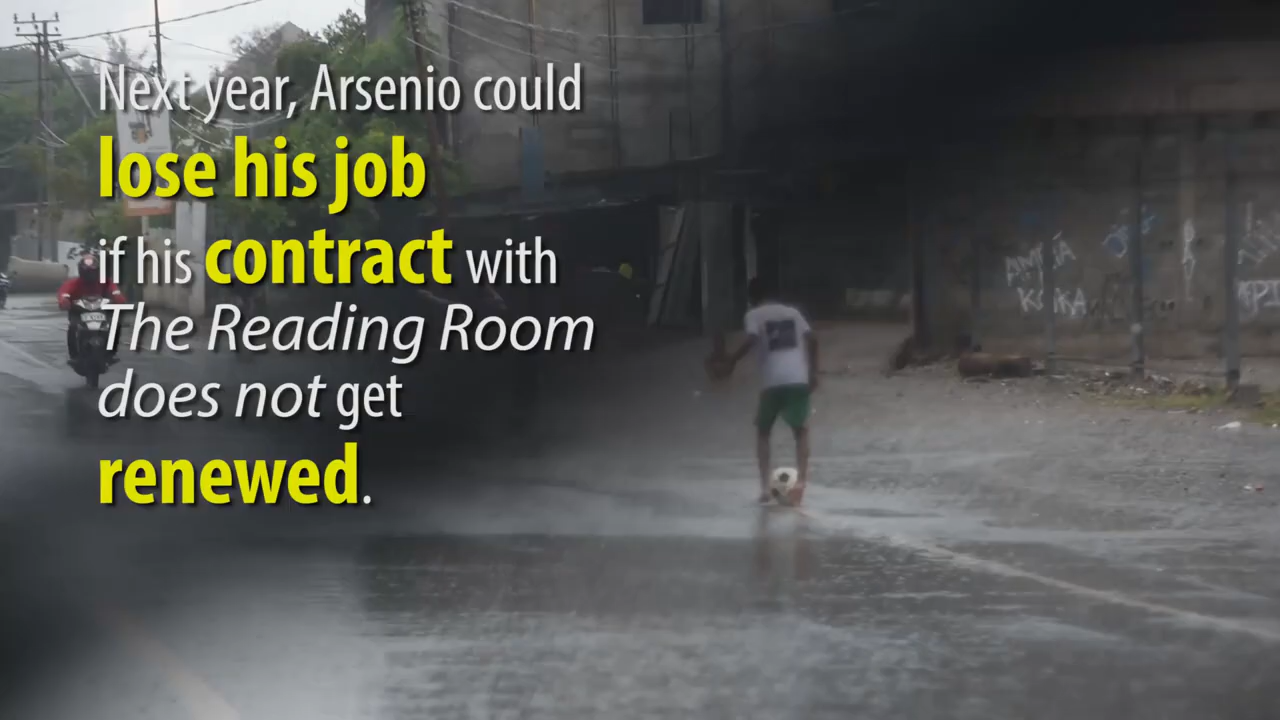 Next year, Arsenio could
lose his job
if his contract with
The Reading Room
does not get
renewed.